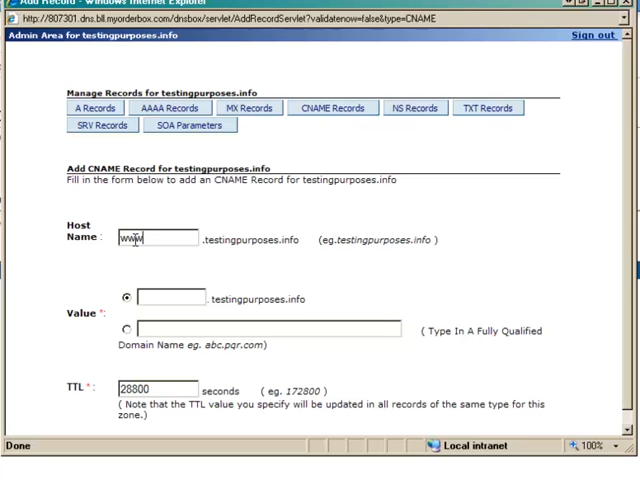 Add Record - Windows Internet Explorer
http://807301.dns.bll.myorderbox.com/dnsbox/servlet/AddRecordServlet?validatenow=false&type=CNAME
Admin Area for testingpurposes.info Sign out
Manage Records for testingpurposes.info
A Records AAAA Records MX Records CNAME Records NS Records TXT Records
SRV Records SOA Parameters
Add CNAME Record for testingpurposes.info
Fill in the form below to add an CNAME Record for testingpurposes.info
Host
Name : www .testingpurposes.info (eg.testingpurposes.info )
. testingpurposes.info
Value *:
( Type In A Fully Qualified
Domain Name eg. abc.pqr.com)
TTL *: 28800 seconds ( eg. 172800 )
( Note that the TTL value you specify will be updated in all records of the same type for this
zone.)
Done Local intranet 100%